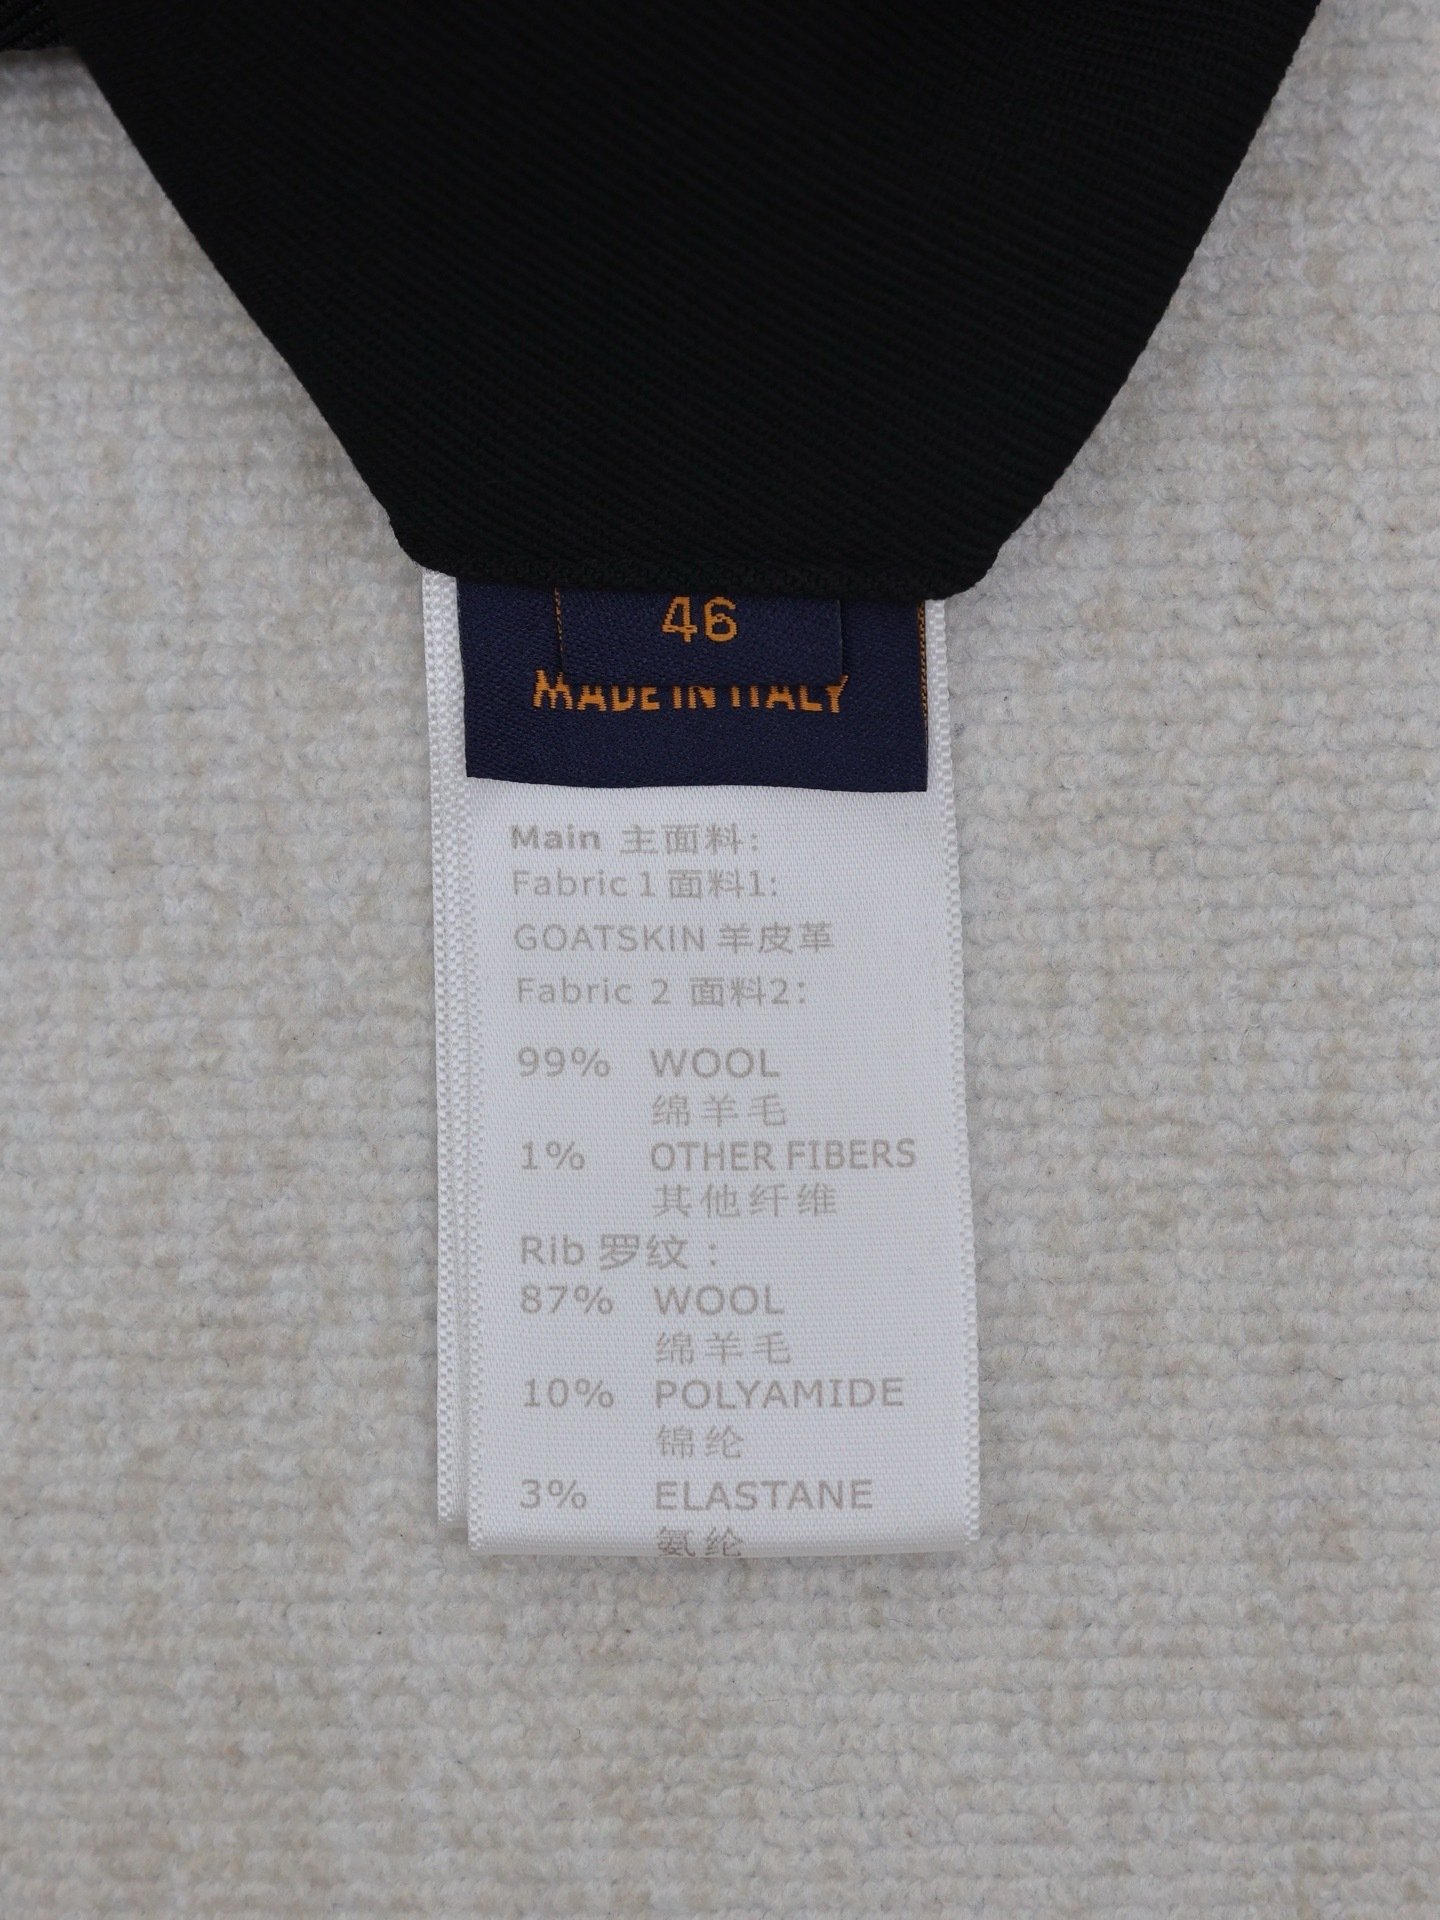 46
MADE IN ITALY
Main 主面料:
Fabric 1 面料1:
GOATSKIN 羊皮革
Fabric 2 面料2:
99% WOOL
绵羊毛
1% OTHER FIBERS
其他纤维
Rib 罗纹 :
87% WOOL
绵羊毛
10% POLYAMIDE
锦纶
3% ELASTANE
氨纶